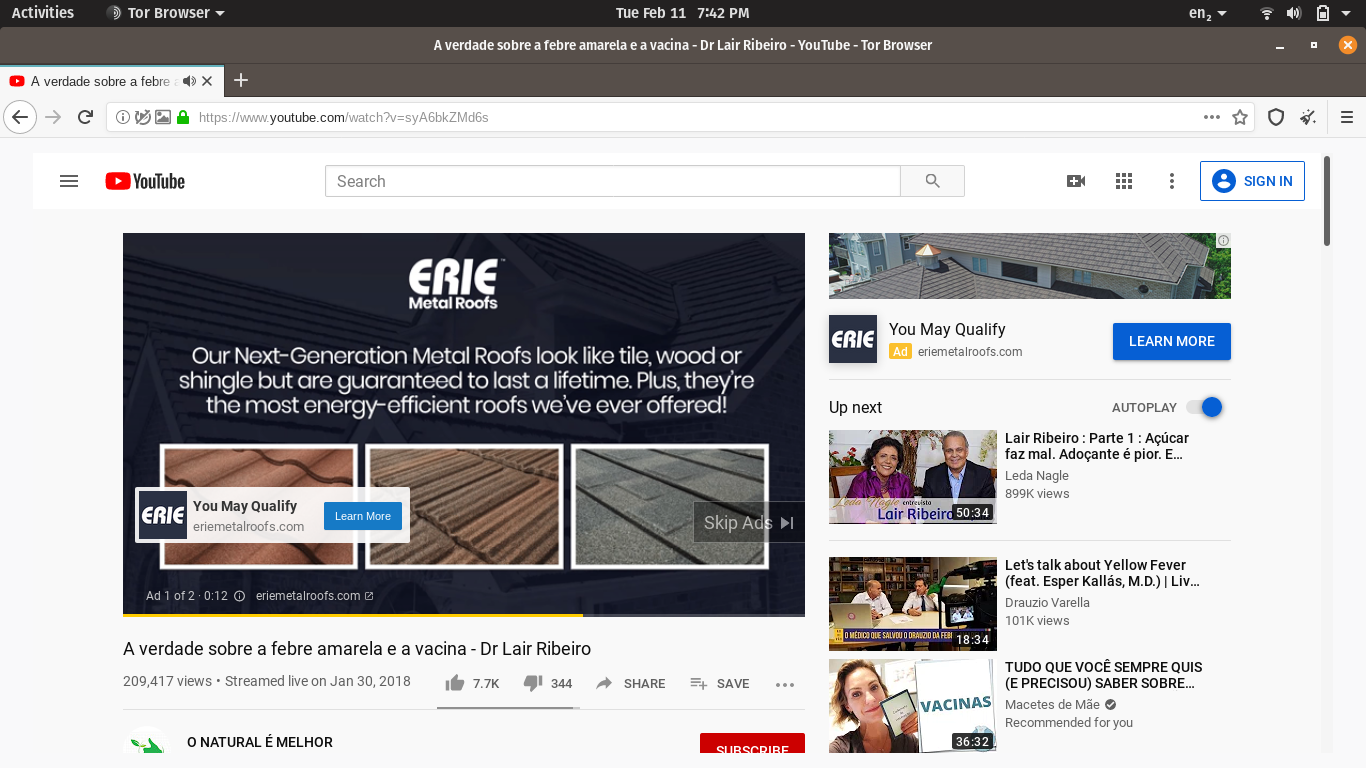 Activities
Tor Browser
Tue Feb 11 7:42 PM
en₂
A verdade sobre a febre amarela e a vacina - Dr Lair Ribeiro - YouTube - Tor Browser
A verdade sobre a febre a
https://www.youtube.com/watch?v=syA6bkZMd6s
YouTube
Search
SIGN IN
ERIE™
Metal Roofs
Our Next-Generation Metal Roofs look like tile, wood or
shingle but are guaranteed to last a lifetime. Plus, they're
the most energy-efficient roofs we've ever offered!
ERIE
You May Qualify
eriemetalroofs.com
Learn More
Skip Ads
Ad 1 of 2 · 0:12
eriemetalroofs.com
A verdade sobre a febre amarela e a vacina - Dr Lair Ribeiro
209,417 views • Streamed live on Jan 30, 2018
7.7K
344
SHARE
SAVE
O NATURAL É MELHOR
SUBSCRIBE
ERIE
You May Qualify
Ad eriemetalroofs.com
LEARN MORE
Up next
AUTOPLAY
Leda Nagle entrevista
Lair Ribeiro
50:34
Lair Ribeiro : Parte 1 : Açúcar
faz mal. Adoçante é pior. E…
Leda Nagle
899K views
O MÉDICO QUE SALVOU O DRAUZIO DA FEB
18:34
Let's talk about Yellow Fever
(feat. Esper Kallás, M.D.) | Liv…
Drauzio Varella
101K views
VACINAS
36:32
TUDO QUE VOCÊ SEMPRE QUIS
(E PRECISOU) SABER SOBRE…
Macetes de Mãe
Recommended for you